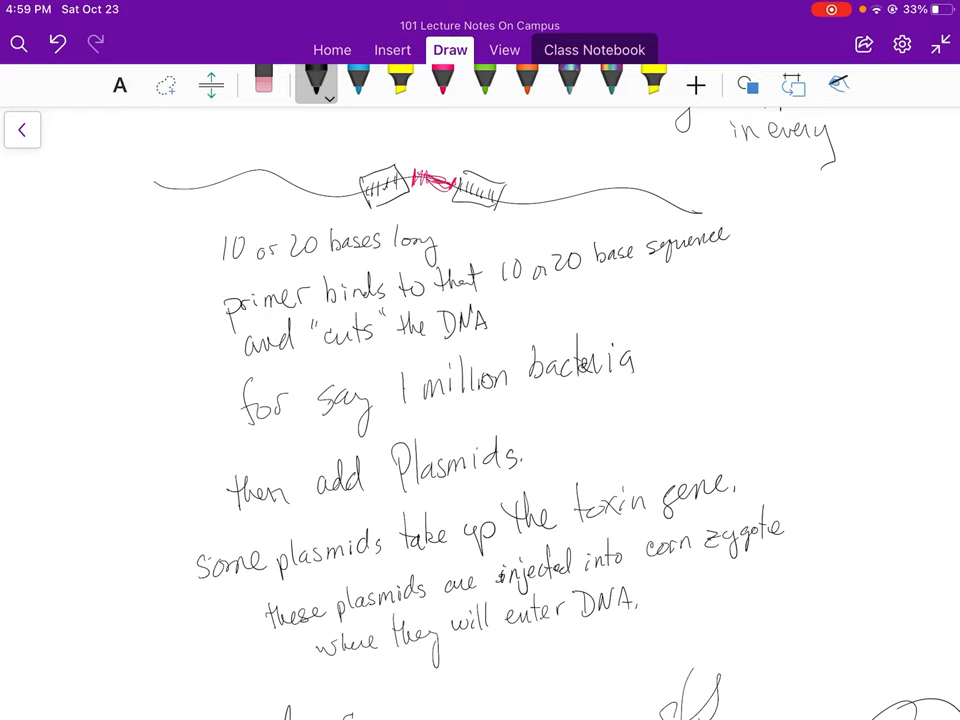 4:59 PM Sat Oct 23
33%
101 Lecture Notes On Campus
Home Insert Draw View Class Notebook
A
in every
10 or 20 bases long
primer binds to that 10 or 20 base sequence
and "cuts" the DNA
for say 1 million bacteria
then add Plasmids.
some plasmids take up the toxin gene.
these plasmids are injected into corn zygote
where they will enter DNA.